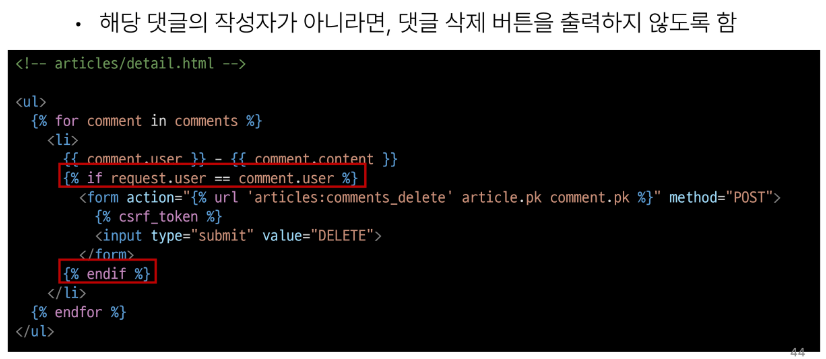 • 해당 댓글의 작성자가 아니라면, 댓글 삭제 버튼을 출력하지 않도록 함
<!-- articles/detail.html -->
<ul>
{% for comment in comments %}
<li>
{{ comment.user }} - {{ comment.content }}
{% if request.user == comment.user %}
<form action="{% url 'articles:comments_delete' article.pk comment.pk %}" method="POST">
{% csrf_token %}
<input type="submit" value="DELETE">
</form>
{% endif %}
</li>
{% endfor %}
</ul>
44